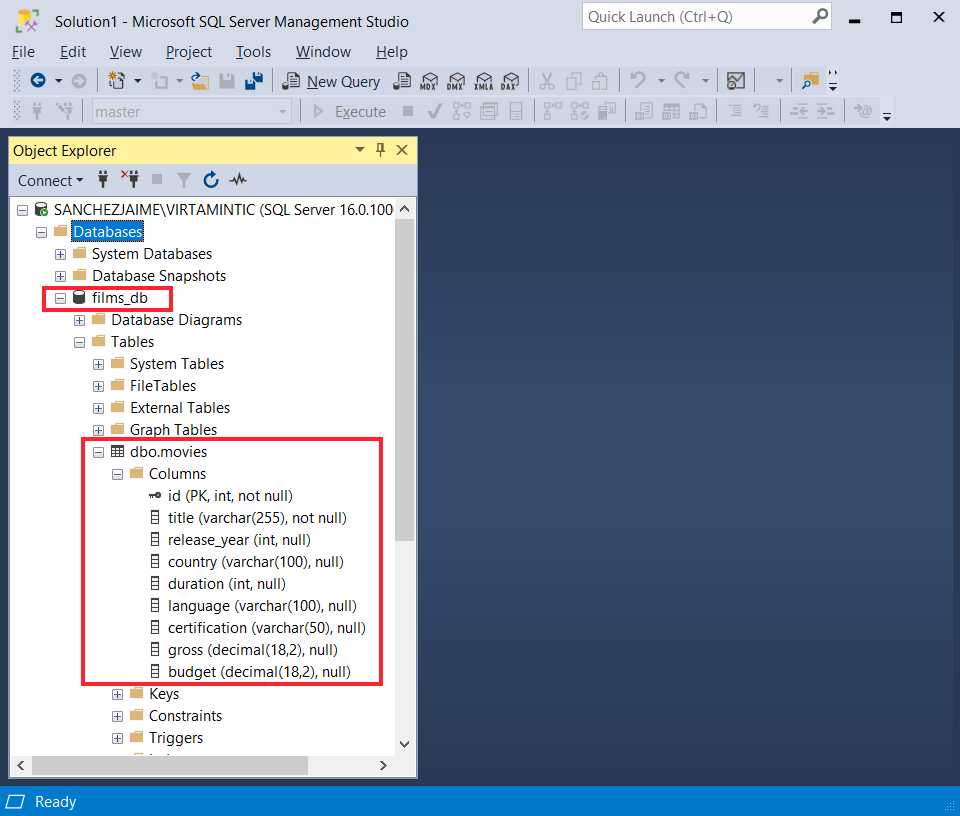 Solution1 - Microsoft SQL Server Management Studio
Quick Launch (Ctrl+Q)
File Edit View Project Tools Window Help
New Query MDX DMX XMLA DAX
master Execute
Object Explorer
Connect
SANCHEZJAIME\VIRTAMINTIC (SQL Server 16.0.100
Databases
System Databases
Database Snapshots
films_db
Database Diagrams
Tables
System Tables
FileTables
External Tables
Graph Tables
dbo.movies
Columns
id (PK, int, not null)
title (varchar(255), not null)
release_year (int, null)
country (varchar(100), null)
duration (int, null)
language (varchar(100), null)
certification (varchar(50), null)
gross (decimal(18,2), null)
budget (decimal(18,2), null)
Keys
Constraints
Triggers
Ready